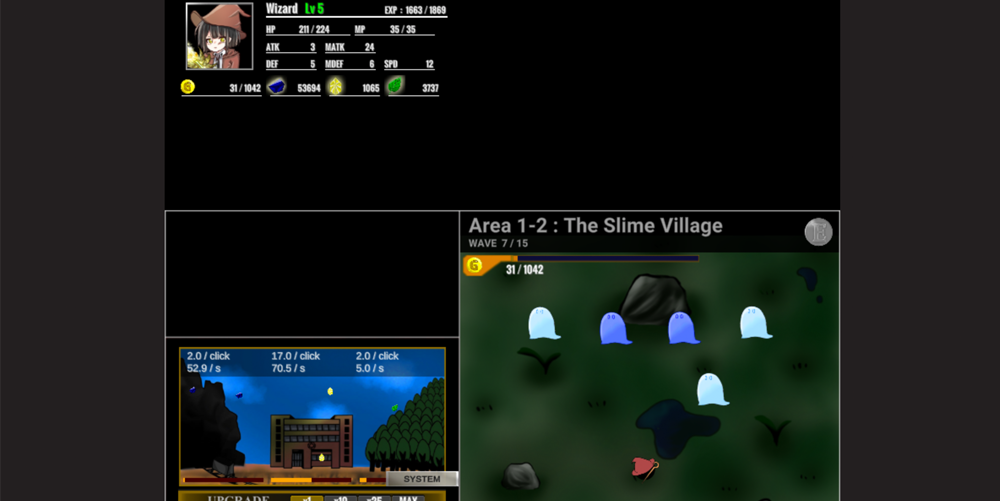 Wizard Lv 5 EXP : 1663 / 1869
HP 211 / 224 MP 35 / 35
ATK 3 MATK 24
DEF 5 MDEF 6 SPD 12
G 31 / 1042 53694 1065 3737
Area 1-2 : The Slime Village
WAVE 7 / 15
G 31 / 1042
2.0 / click 17.0 / click 2.0 / click
52.9 / s 70.5 / s 5.0 / s
SYSTEM
UPGRADE x1 x10 x25 MAX